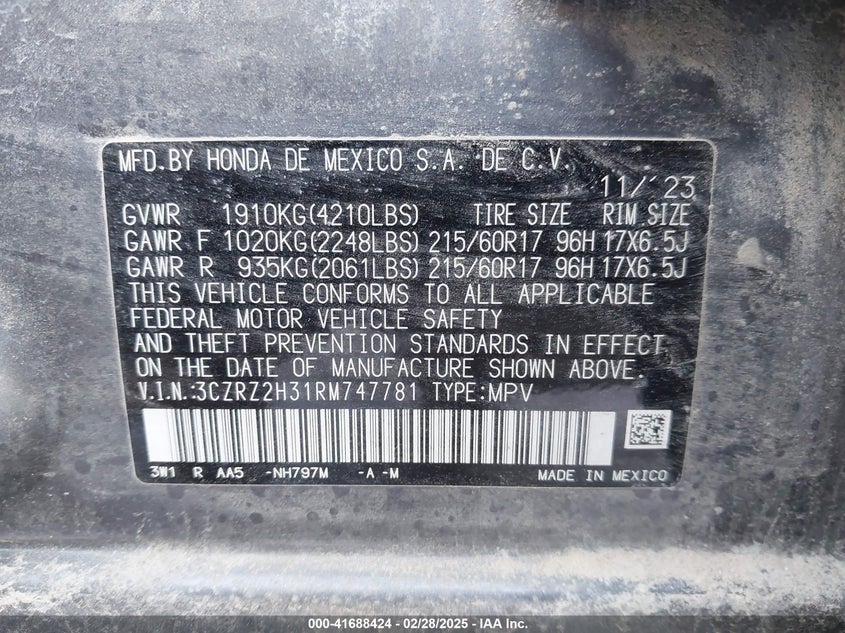 MFD.BY HONDA DE MEXICO S.A. DE C.V.
11/'23
GVWR 1910KG(4210LBS) TIRE SIZE RIM SIZE
GAWR F 1020KG(2248LBS) 215/60R17 96H 17X6.5J
GAWR R 935KG(2061LBS) 215/60R17 96H 17X6.5J
THIS VEHICLE CONFORMS TO ALL APPLICABLE
FEDERAL MOTOR VEHICLE SAFETY
AND THEFT PREVENTION STANDARDS IN EFFECT
ON THE DATE OF MANUFACTURE SHOWN ABOVE.
V.I.N.:3CZRZ2H31RM747781 TYPE:MPV
3W1 R AA5 -NH797M -A -M MADE IN MEXICO
000-41688424 - 02/28/2025 - IAA Inc.